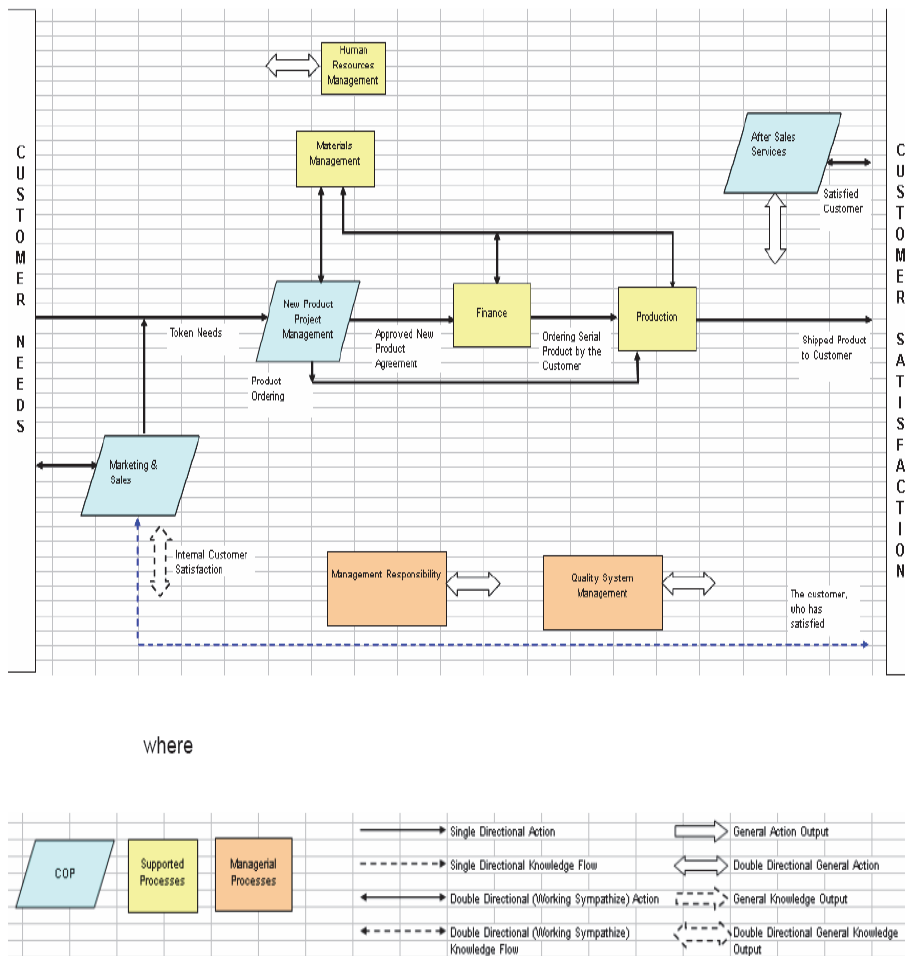 CUSTOMER NEEDS
Human
Resources
Management
Materials
Management
After Sales
Services
Satisfied
Customer
CUSTOMER SATISFACTION
New Product
Project
Management
Finance
Production
Token Needs
Approved New
Product
Agreement
Ordering Serial
Product by the
Customer
Shipped Product
to Customer
Product
Ordering
Marketing &
Sales
Internal Customer
Satisfaction
Management Responsibility
Quality System
Management
The customer,
who has
satisfied
where
COP
Supported
Processes
Managerial
Processes
Single Directional Action
Single Directional Knowledge Flow
Double Directional (Working Sympathize) Action
Double Directional (Working Sympathize)
Knowledge Flow
General Action Output
Double Directional General Action
General Knowledge Output
Double Directional General Knowledge
Output